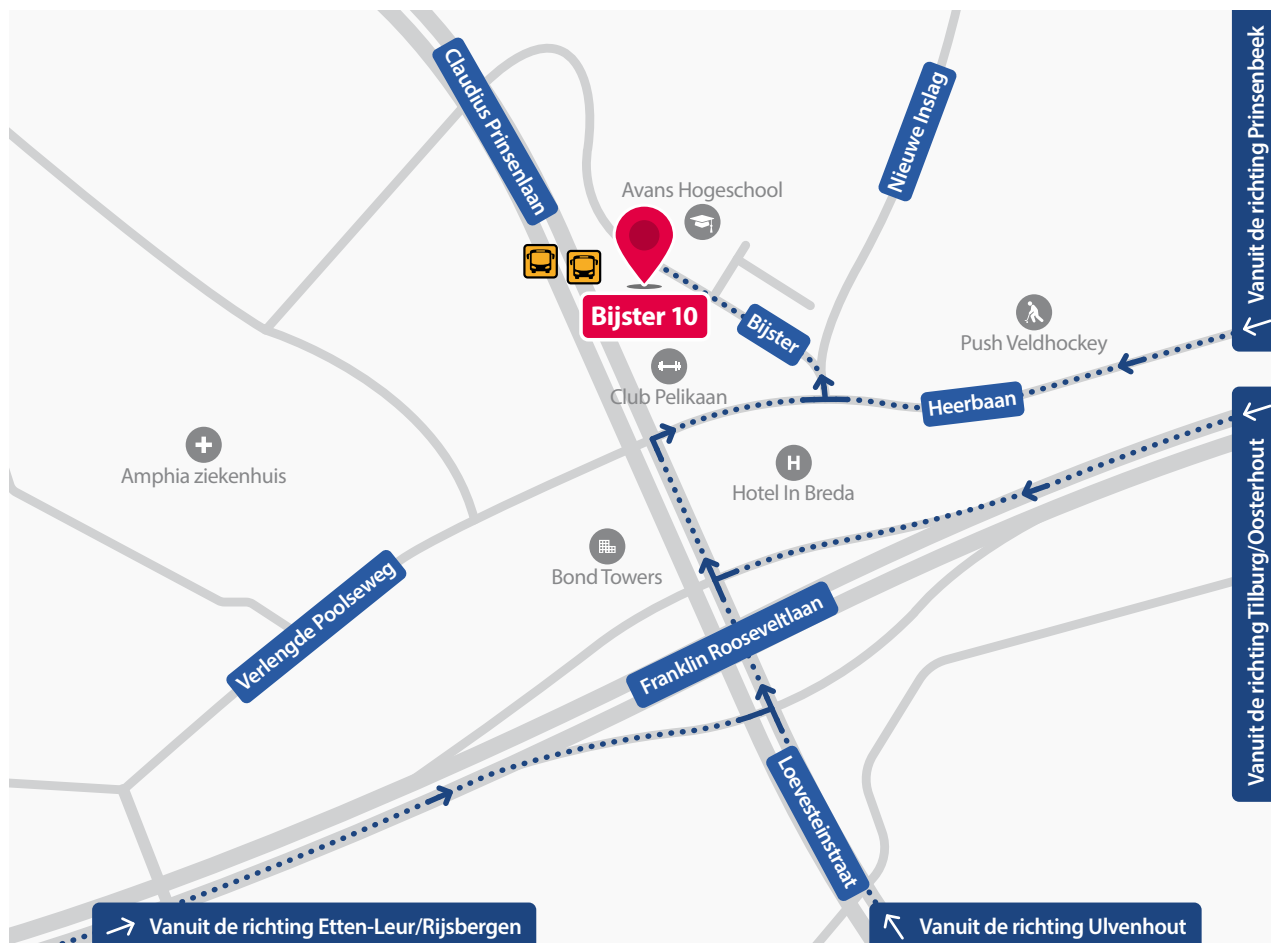 Claudius Prinsenlaan
Nieuwe Inslag
Vanuit de richting Prinsenbeek
Avans Hogeschool
Bijster 10
Bijster
Push Veldhockey
Club Pelikaan
Heerbaan
Amphia ziekenhuis
H
Hotel In Breda
Vanuit de richting Tilburg/Oosterhout
Bond Towers
Verlengde Poolseweg
Franklin Rooseveltlaan
Loevesteinstraat
Vanuit de richting Etten-Leur/Rijsbergen
Vanuit de richting Ulvenhout